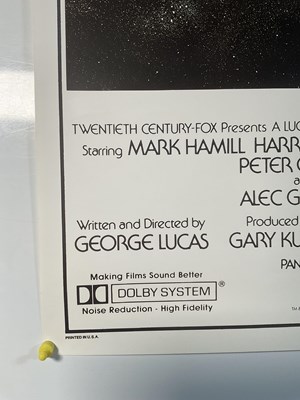 TWENTIETH CENTURY-FOX Presents A LUC
Starring MARK HAMILL HARR
PETER C
ALEC G
Written and Directed by
GEORGE LUCAS
Produced
GARY KU
PAN
Making Films Sound Better
DOLBY SYSTEM®
Noise Reduction - High Fidelity
PRINTED IN U.S.A.